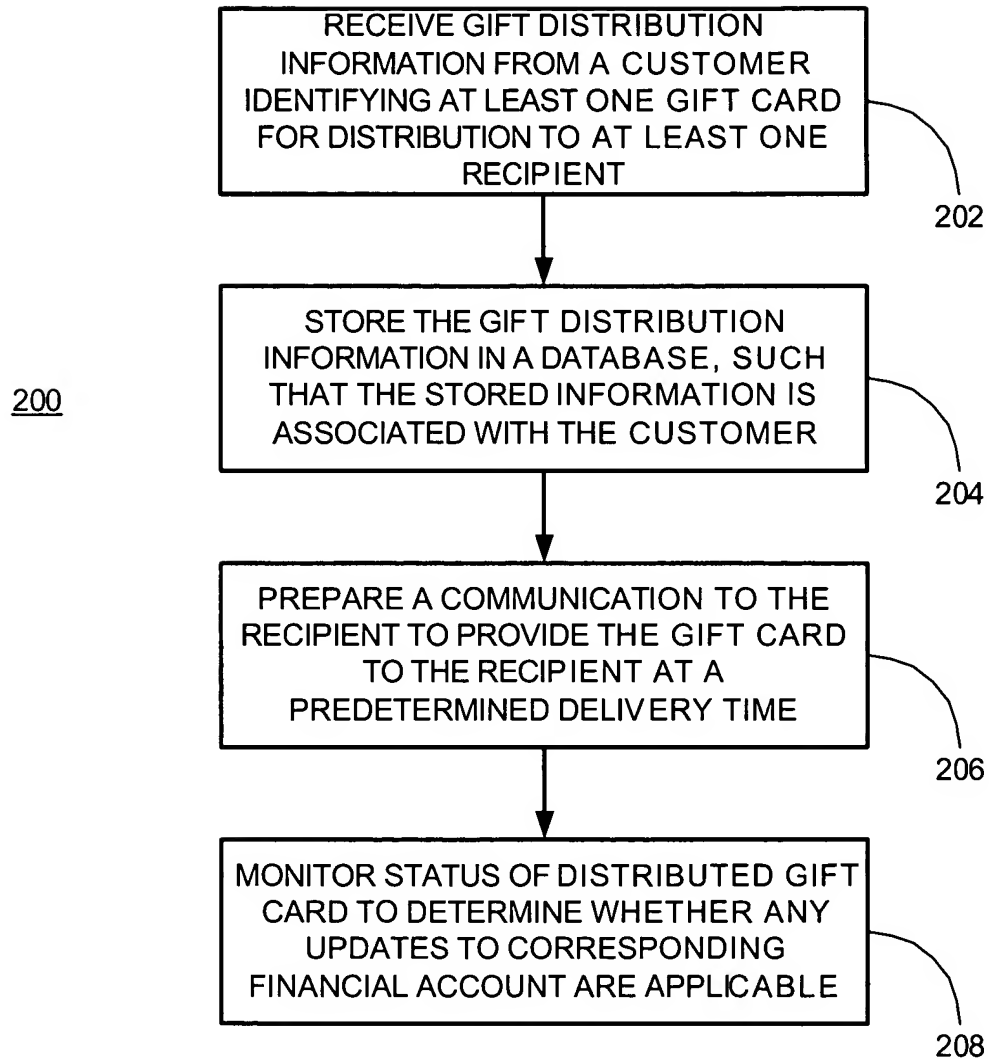 RECEIVE GIFT DISTRIBUTION
INFORMATION FROM A CUSTOMER
IDENTIFYING AT LEAST ONE GIFT CARD
FOR DISTRIBUTION TO AT LEAST ONE
RECIPIENT
202
STORE THE GIFT DISTRIBUTION
INFORMATION IN A DATABASE, SUCH
THAT THE STORED INFORMATION IS
ASSOCIATED WITH THE CUSTOMER
200
204
PREPARE A COMMUNICATION TO THE
RECIPIENT TO PROVIDE THE GIFT CARD
TO THE RECIPIENT AT A
PREDETERMINED DELIVERY TIME
206
MONITOR STATUS OF DISTRIBUTED GIFT
CARD TO DETERMINE WHETHER ANY
UPDATES TO CORRESPONDING
FINANCIAL ACCOUNT ARE APPLICABLE
208